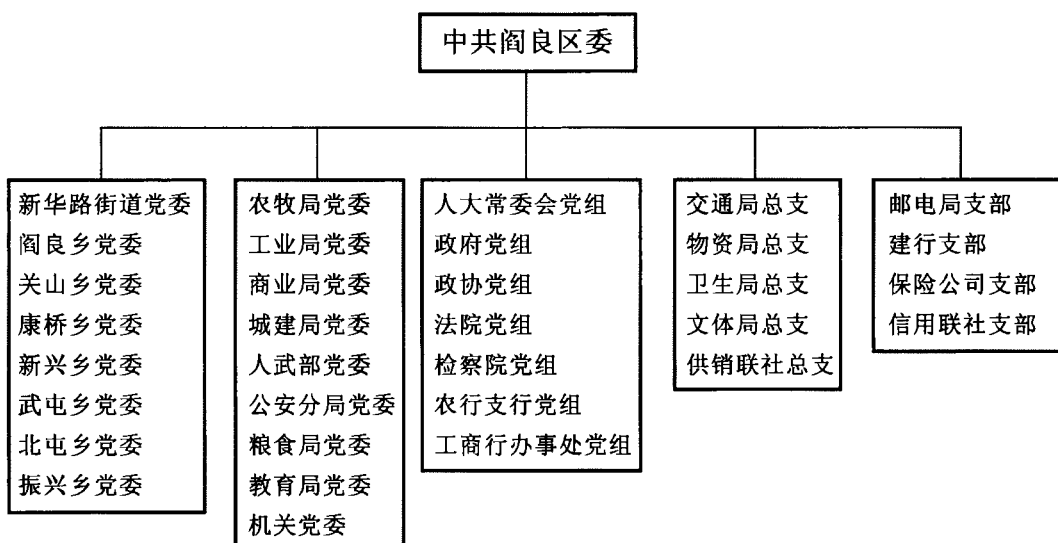 中共阎良区委
新华路街道党委
阎良乡党委
关山乡党委
康桥乡党委
新兴乡党委
武屯乡党委
北屯乡党委
振兴乡党委
农牧局党委
工业局党委
商业局党委
城建局党委
人武部党委
公安分局党委
粮食局党委
教育局党委
机关党委
人大常委会党组
政府党组
政协党组
法院党组
检察院党组
农行支行党组
工商行办事处党组
交通局总支
物资局总支
卫生局总支
文体局总支
供销联社总支
邮电局支部
建行支部
保险公司支部
信用联社支部